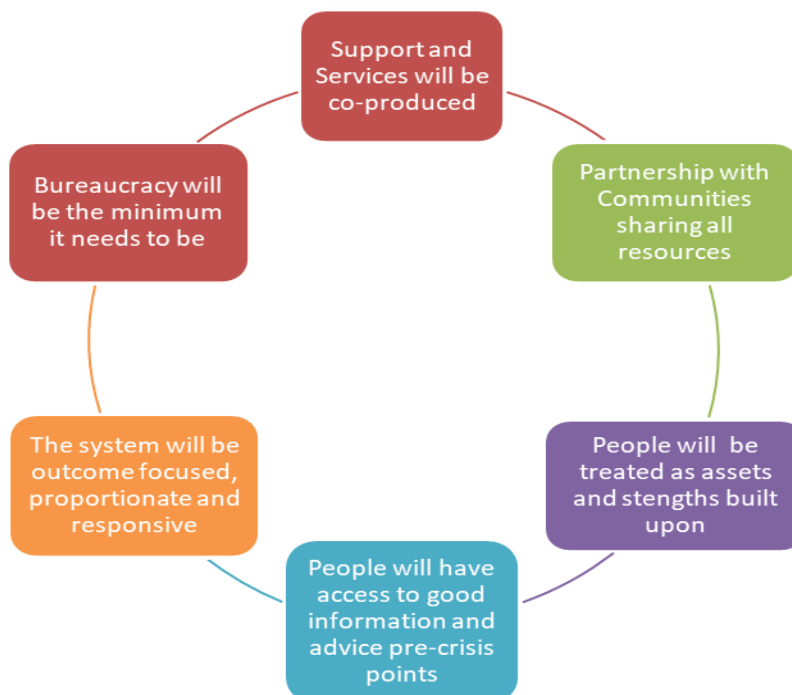 Support and
Services will be
co-produced
Partnership with
Communities
sharing all
resources
People will be
treated as assets
and stengths built
upon
People will have
access to good
information and
advice pre-crisis
points
The system will be
outcome focused,
proportionate and
responsive
Bureaucracy will
be the minimum
it needs to be